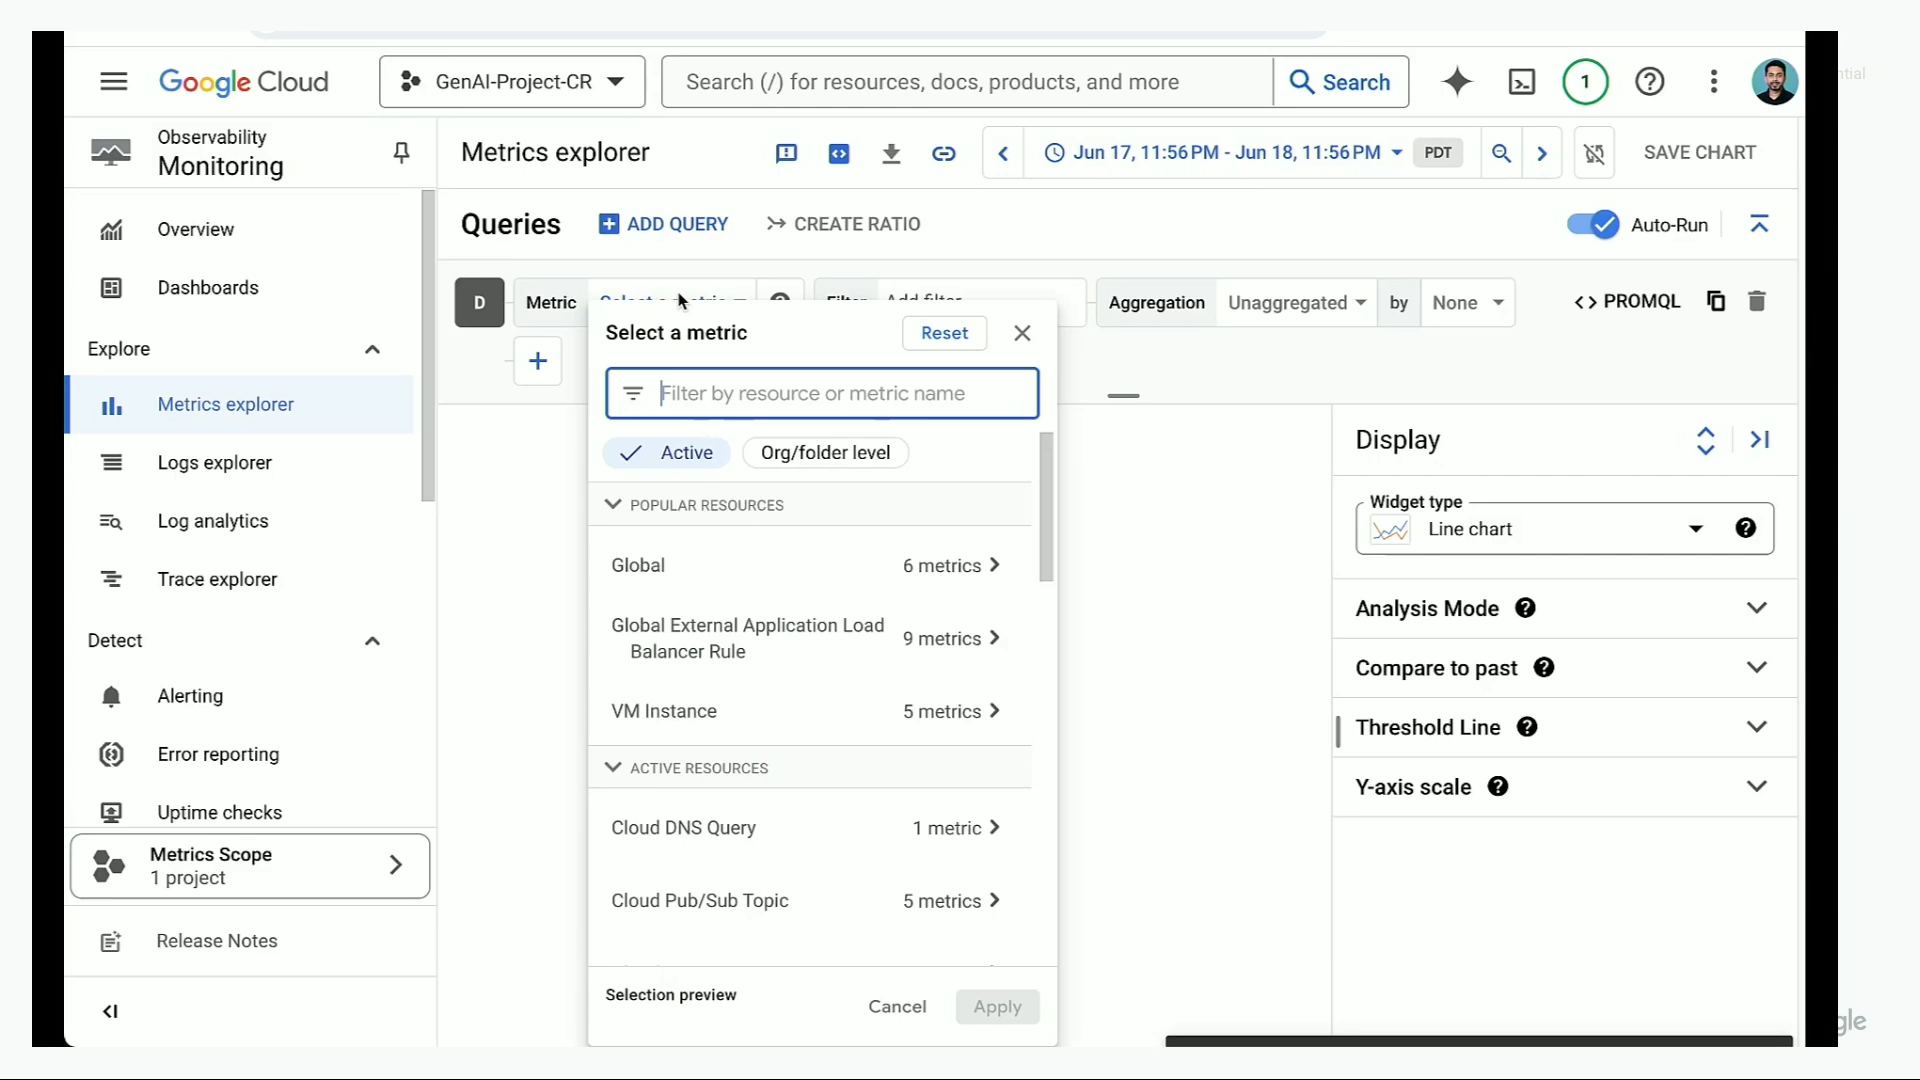 Google Cloud
GenAI-Project-CR
Search (/) for resources, docs, products, and more
Search
1
Observability
Monitoring
Metrics explorer
Jun 17, 11:56 PM - Jun 18, 11:56 PM
PDT
SAVE CHART
Overview
Dashboards
Explore
Metrics explorer
Logs explorer
Log analytics
Trace explorer
Detect
Alerting
Error reporting
Uptime checks
Metrics Scope
1 project
Release Notes
Queries
ADD QUERY
CREATE RATIO
Auto-Run
D
Metric
Select a metric
Filter
Add filter
Aggregation
Unaggregated
by
None
<> PROMQL
Select a metric
Reset
Filter by resource or metric name
Active
Org/folder level
POPULAR RESOURCES
Global
6 metrics
Global External Application Load
Balancer Rule
9 metrics
VM Instance
5 metrics
ACTIVE RESOURCES
Cloud DNS Query
1 metric
Cloud Pub/Sub Topic
5 metrics
Selection preview
Cancel
Apply
Display
Widget type
Line chart
Analysis Mode
Compare to past
Threshold Line
Y-axis scale